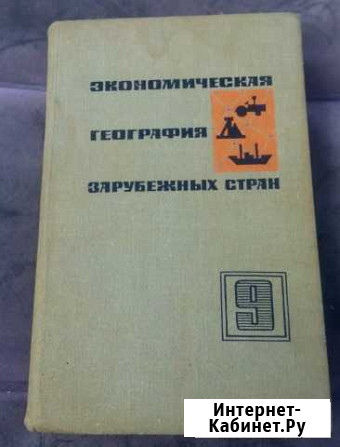 ЭКОНОМИЧЕСКАЯ
ГЕОГРАФИЯ
ЗАРУБЕЖНЫХ СТРАН
9
Интернет-
Кабинет.Ру